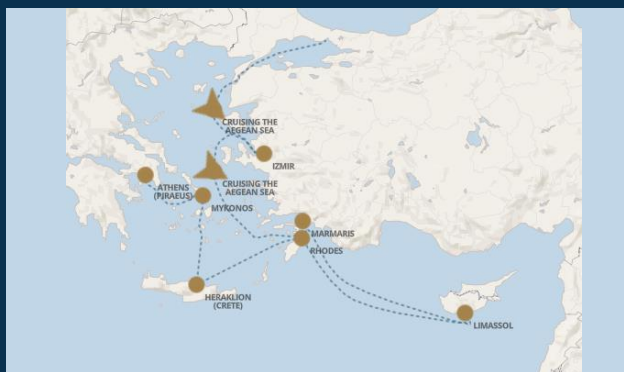 CRUISING THE
AEGEAN SEA
IZMIR
ATHENS
(PIRAEUS)
CRUISING THE
AEGEAN SEA
MYKONOS
MARMARIS
RHODES
HERAKLION
(CRETE)
LIMASSOL